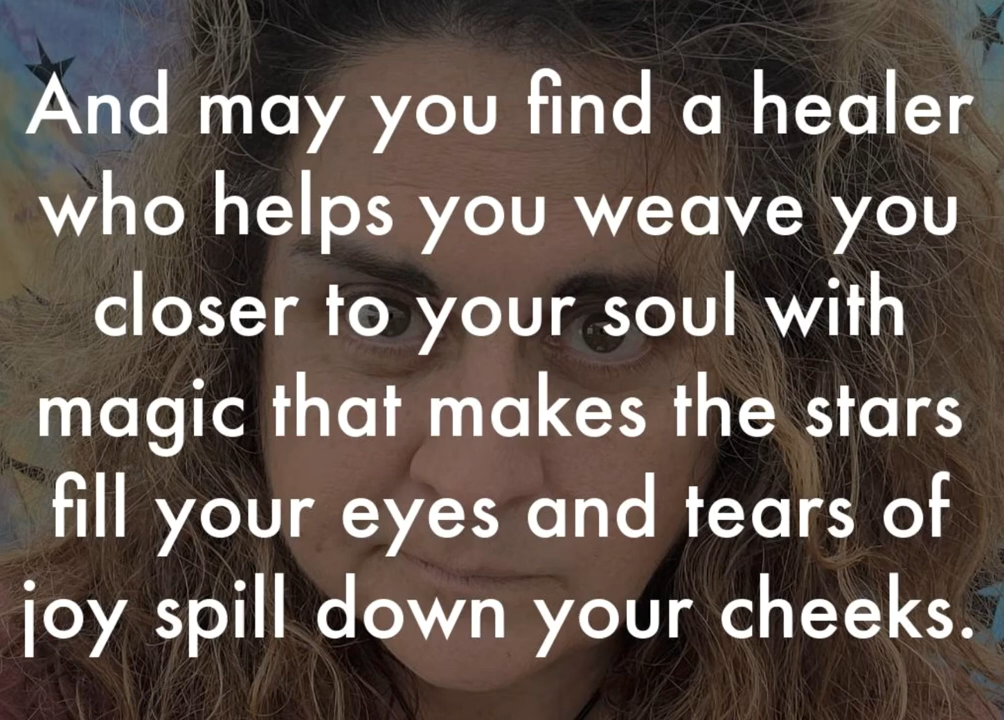 And may you find a healer
who helps you weave you
closer to your soul with
magic that makes the stars
fill your eyes and tears of
joy spill down your cheeks.